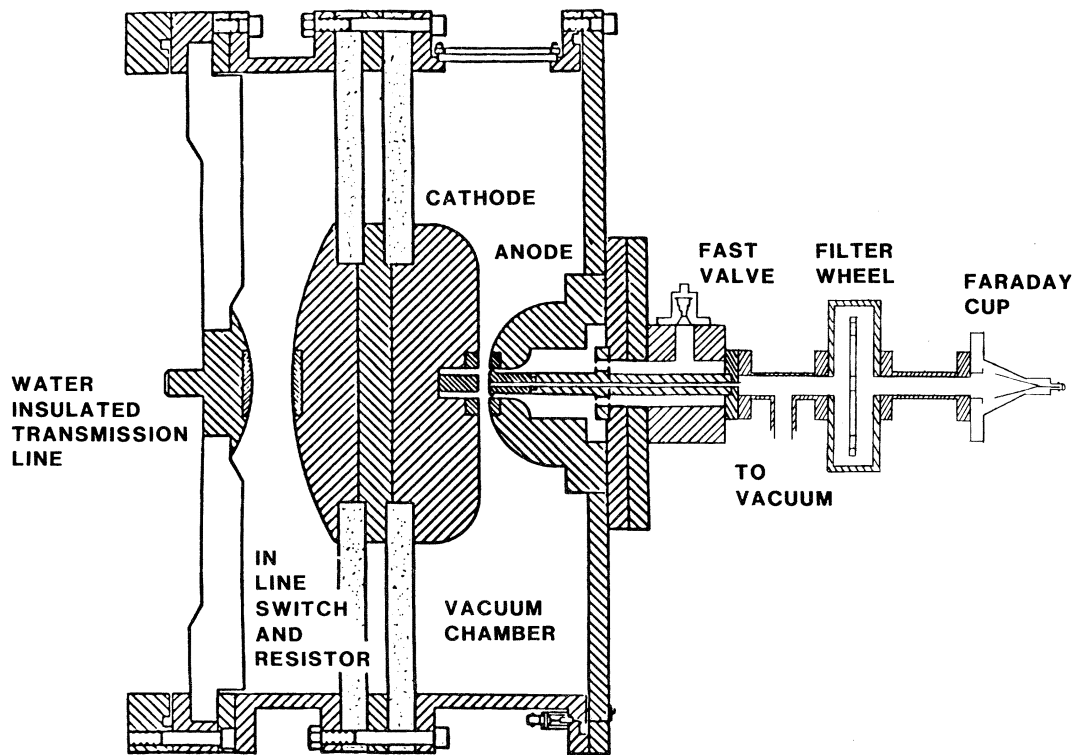 CATHODE
ANODE
FAST
VALVE
FILTER
WHEEL
FARADAY
CUP
WATER
INSULATED
TRANSMISSION
LINE
TO
VACUUM
IN
LINE
SWITCH
AND
RESISTOR
VACUUM
CHAMBER